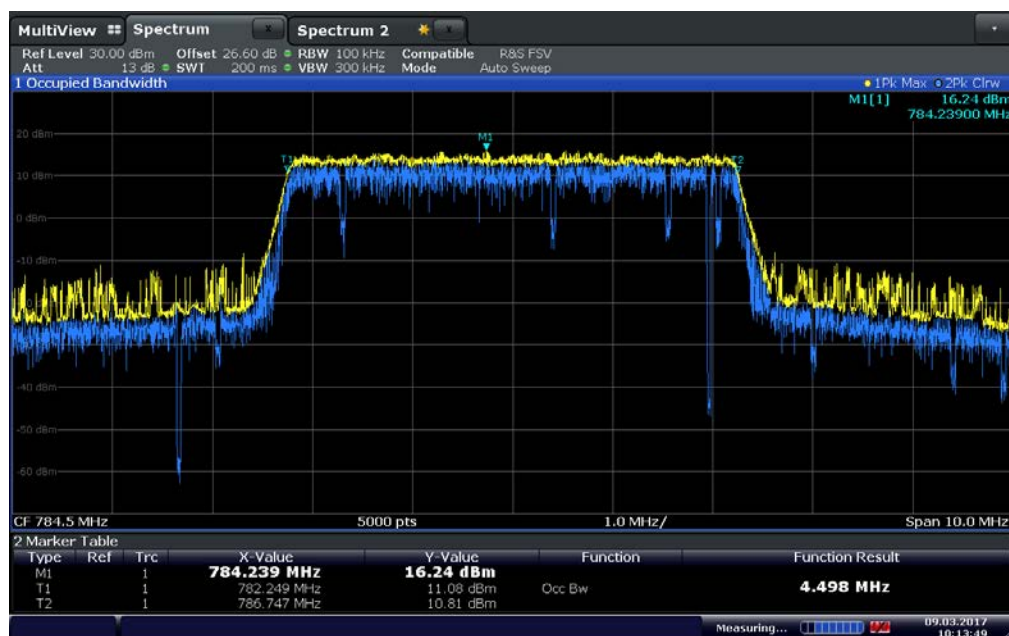 MultiView Spectrum x Spectrum 2 x
Ref Level 30.00 dBm Offset 26.60 dB RBW 100 kHz Compatible R&S FSV
Att 13 dB SWT 200 ms VBW 300 kHz Mode Auto Sweep
1 Occupied Bandwidth 1Pk Max 2Pk Clrw
M1[1] 16.24 dBm
784.23900 MHz
20 dBm
M1
T1 T2
10 dBm
0 dBm
-10 dBm
-40 dBm
-50 dBm
-60 dBm
CF 784.5 MHz 5000 pts 1.0 MHz/ Span 10.0 MHz
2 Marker Table
Type Ref Trc X-Value Y-Value Function Function Result
M1 1 784.239 MHz 16.24 dBm
T1 1 782.249 MHz 11.08 dBm Occ Bw 4.498 MHz
T2 1 786.747 MHz 10.81 dBm
Measuring... 09.03.2017
10:13:49